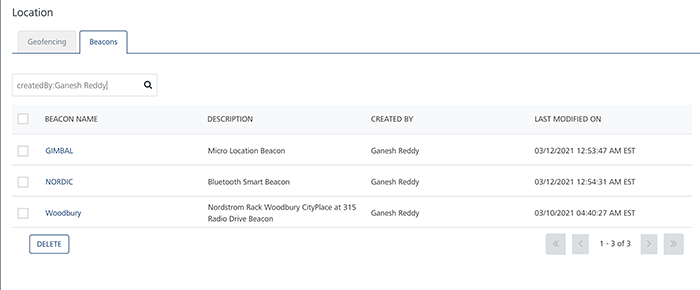 Location
Geofencing Beacons
createdBy:Ganesh Reddy
BEACON NAME DESCRIPTION CREATED BY LAST MODIFIED ON
GIMBAL Micro Location Beacon Ganesh Reddy 03/12/2021 12:53:47 AM EST
NORDIC Bluetooth Smart Beacon Ganesh Reddy 03/12/2021 12:54:31 AM EST
Woodbury Nordstrom Rack Woodbury CityPlace at 315 Radio Drive Beacon Ganesh Reddy 03/10/2021 04:40:27 AM EST
DELETE 1 - 3 of 3